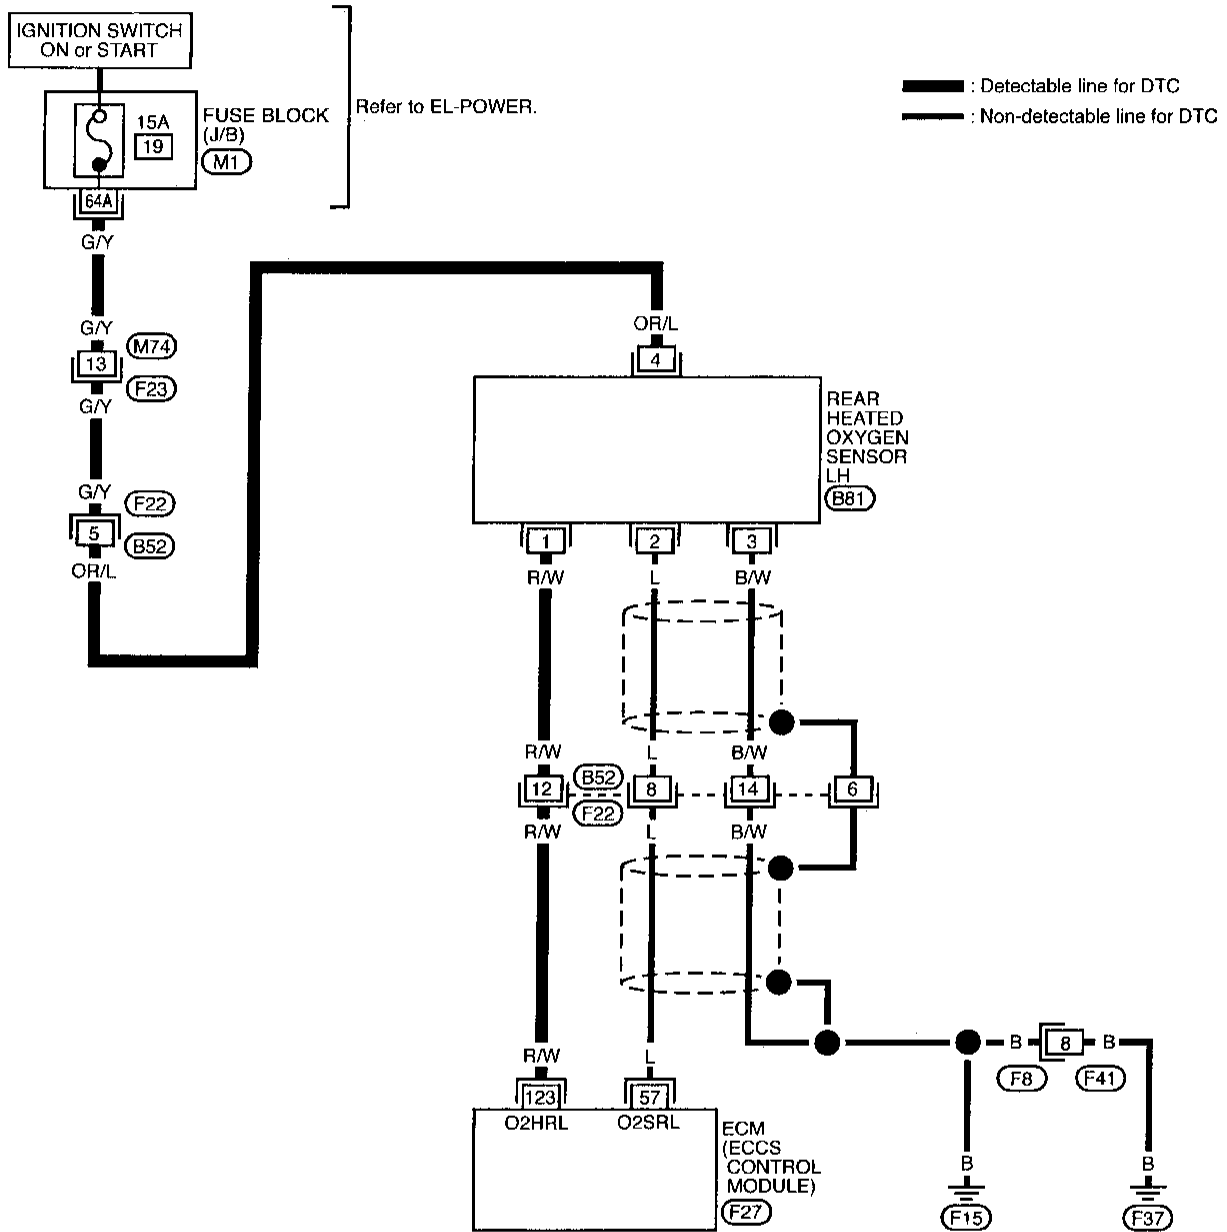 IGNITION SWITCH
ON or START
Refer to EL-POWER.
: Detectable line for DTC
: Non-detectable line for DTC
15A
19
FUSE BLOCK
(J/B)
M1
64A
G/Y
G/Y
13
M74
F23
G/Y
G/Y
F22
5
B52
OR/L
OR/L
4
REAR
HEATED
OXYGEN
SENSOR
LH
B81
1
2
3
R/W
L
B/W
R/W
L
B/W
12
B52
F22
8
14
6
R/W
L
B/W
R/W
L
B
8
B
F8
F41
123
57
O2HRL
O2SRL
ECM
(ECCS
CONTROL
MODULE)
F27
B
B
F15
F37